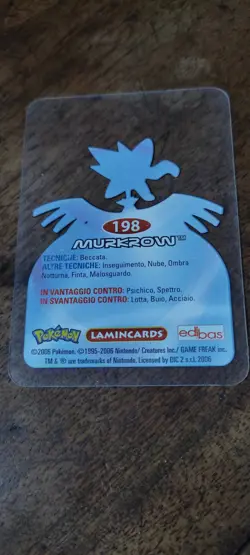 198
MURKROW™
TECNICHE: Beccata.
ALTRE TECNICHE: Inseguimento, Nube, Ombra
Notturna, Finta, Malosguardo
IN VANTAGGIO CONTRO: Psichico, Spettro.
IN SVANTAGGIO CONTRO: Lotta, Buio, Acciaio.
POKéMON
LAMINCARDS
edibas
©2006 Pokémon. ©1995-2006 Nintendo/ Creatures Inc./ GAME FREAK inc.
TM & ® are trademarks of Nintendo. Licensed by DIC 2 s.r.l. 2006